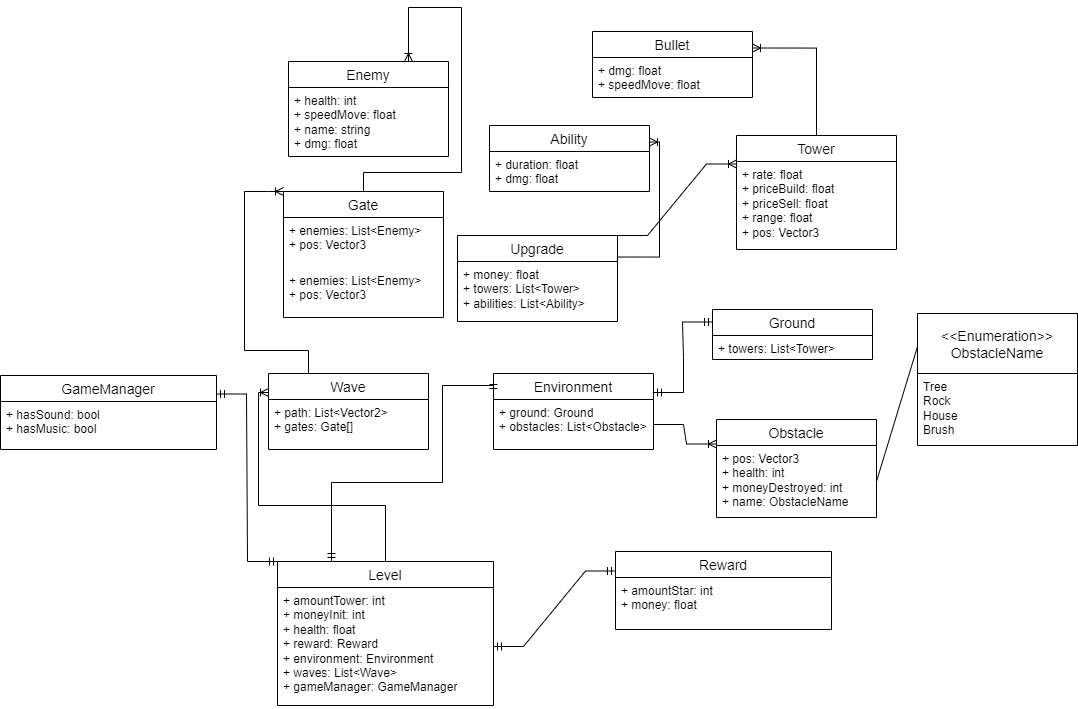 Enemy
+ health: int
+ speedMove: float
+ name: string
+ dmg: float
Bullet
+ dmg: float
+ speedMove: float
Ability
+ duration: float
+ dmg: float
Tower
+ rate: float
+ priceBuild: float
+ priceSell: float
+ range: float
+ pos: Vector3
Gate
+ enemies: List<Enemy>
+ pos: Vector3
+ enemies: List<Enemy>
+ pos: Vector3
Upgrade
+ money: float
+ towers: List<Tower>
+ abilities: List<Ability>
Ground
+ towers: List<Tower>
<<Enumeration>>
ObstacleName
Tree
Rock
House
Brush
GameManager
+ hasSound: bool
+ hasMusic: bool
Wave
+ path: List<Vector2>
+ gates: Gate[]
Environment
+ ground: Ground
+ obstacles: List<Obstacle>
Obstacle
+ pos: Vector3
+ health: int
+ moneyDestroyed: int
+ name: ObstacleName
Level
+ amountTower: int
+ moneyInit: int
+ health: float
+ reward: Reward
+ environment: Environment
+ waves: List<Wave>
+ gameManager: GameManager
Reward
+ amountStar: int
+ money: float